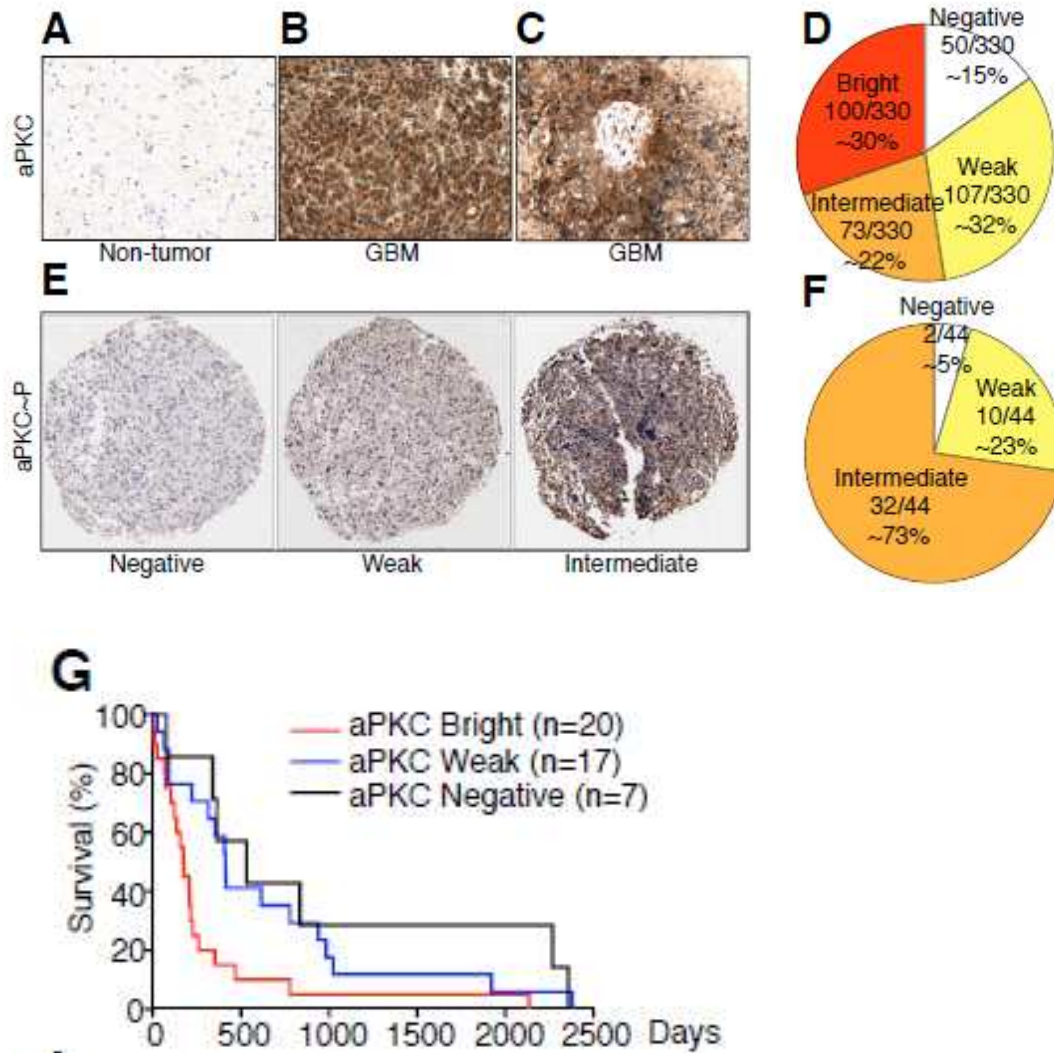 A
B
C
D
aPKC
Non-tumor
GBM
GBM
Negative
50/330
~15%
Bright
100/330
~30%
Weak
107/330
~32%
Intermediate
73/330
~22%
E
F
aPKC~P
Negative
Weak
Intermediate
Negative
2/44
~5%
Weak
10/44
~23%
Intermediate
32/44
~73%
G
Survival (%)
100
80
60
40
20
0
aPKC Bright (n=20)
aPKC Weak (n=17)
aPKC Negative (n=7)
0 500 1000 1500 2000 2500 Days